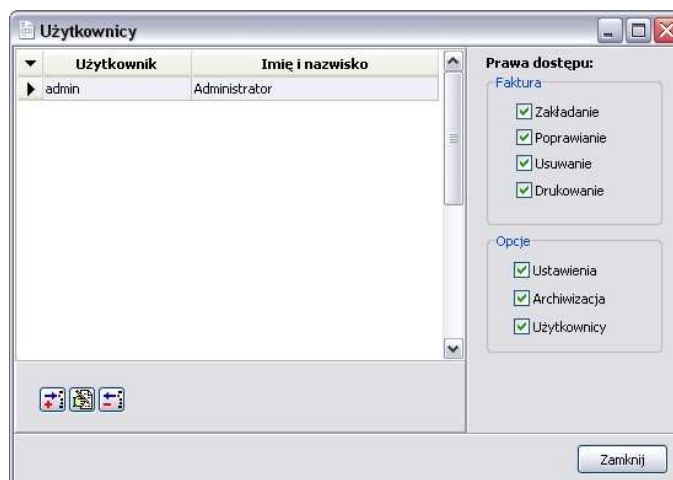 Użytkownicy
Użytkownik Imię i nazwisko
admin Administrator
Prawa dostępu:
Faktura
Zakładanie
Poprawianie
Usuwanie
Drukowanie
Opcje
Ustawienia
Archiwizacja
Użytkownicy
Zamknij